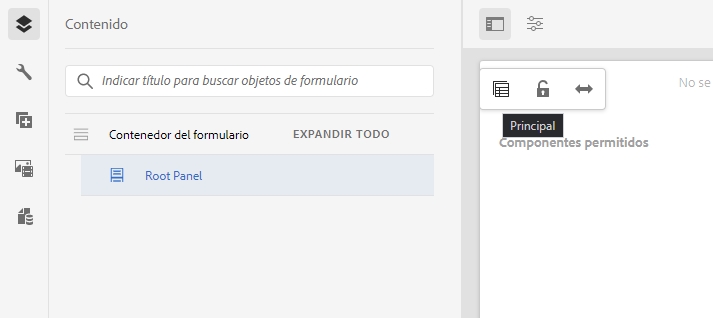 Contenido
Indicar título para buscar objetos de formulario
Contenedor del formulario EXPANDIR TODO
Root Panel
No se
Principal
Componentes permitidos